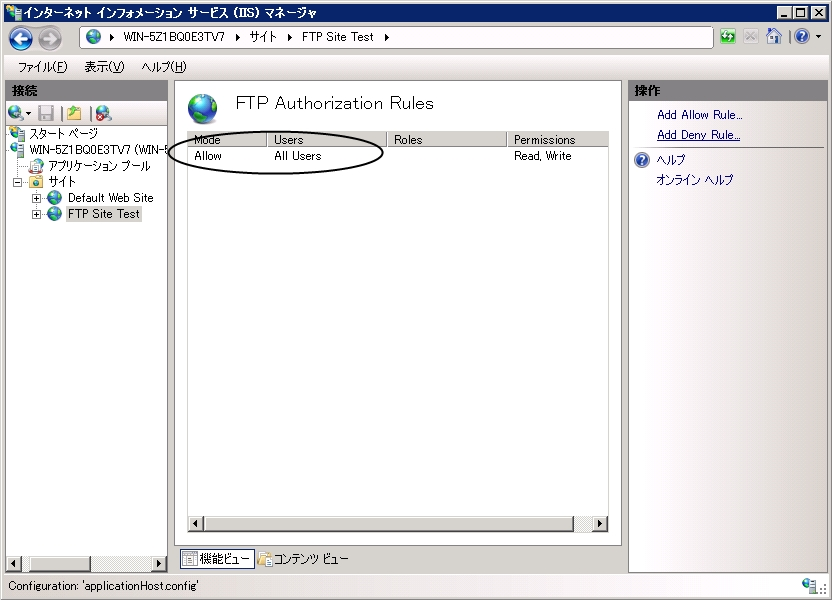 インターネット インフォメーション サービス (IIS) マネージャ
WIN-5Z1BQ0E3TV7 サイト FTP Site Test
ファイル(F) 表示(V) ヘルプ(H)
接続
スタート ページ
WIN-5Z1BQ0E3TV7 (WIN-5
アプリケーション プール
サイト
Default Web Site
FTP Site Test
FTP Authorization Rules
Mode Users Roles Permissions
Allow All Users Read, Write
機能ビュー コンテンツ ビュー
操作
Add Allow Rule...
Add Deny Rule...
ヘルプ
オンライン ヘルプ
Configuration: 'applicationHost.config'